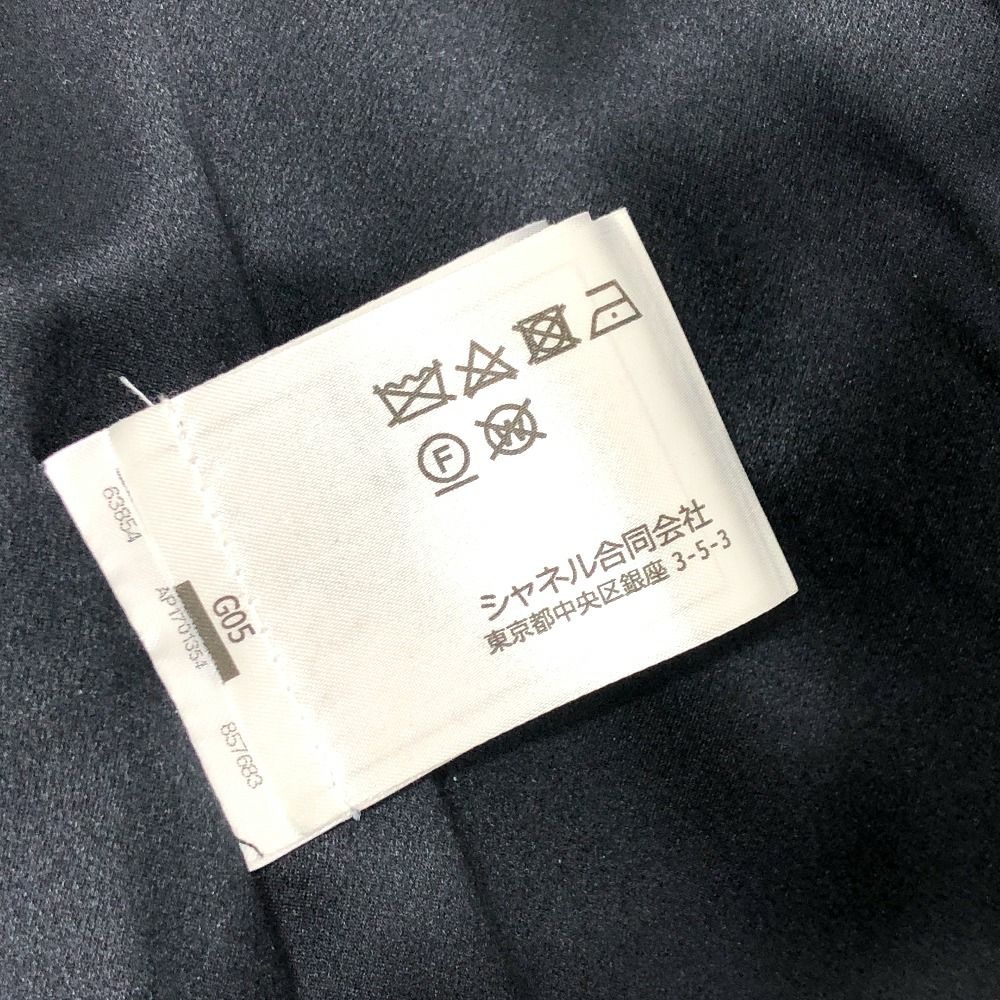 F
W
シャネル合同会社
東京都中央区銀座 3-5-3
63854
G05
AP1701354
857683